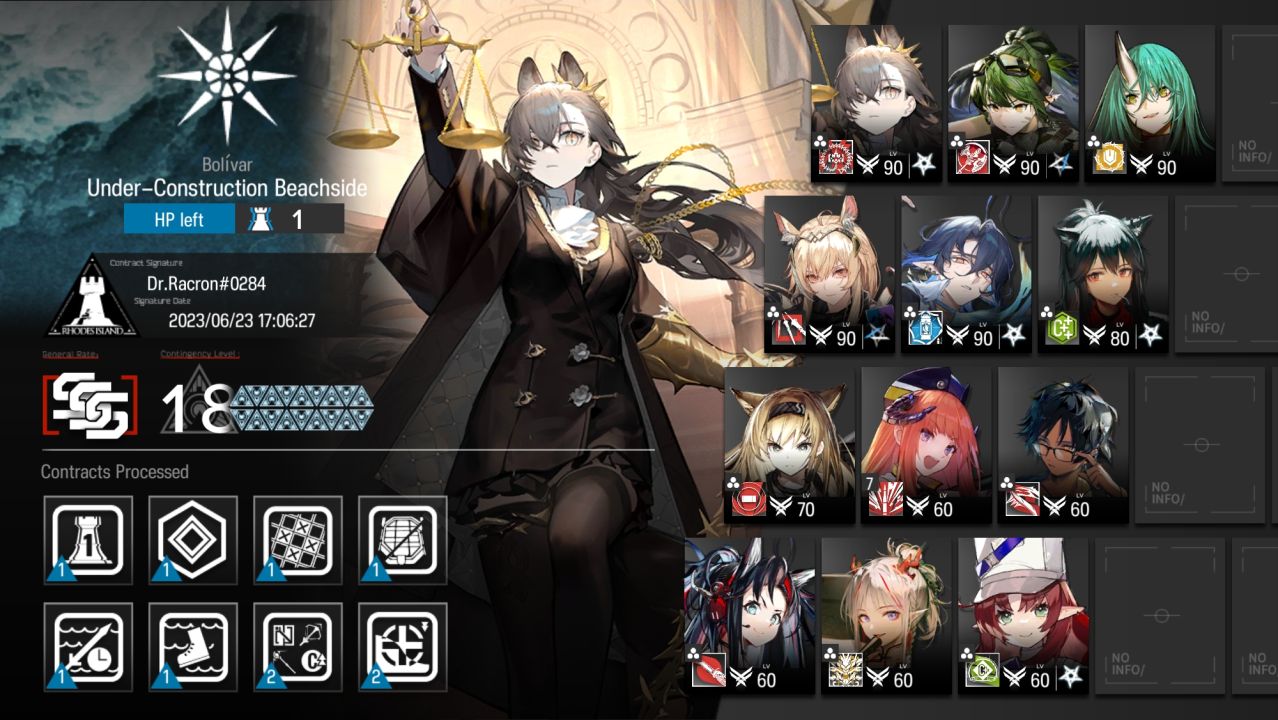 Bolívar
Under-Construction Beachside
HP left 1
Contract Signature
Dr.Racron#0284
Signature Date
2023/06/23 17:06:27
RHODES ISLAND
General Rate:
Contingency Level:
SSS
18
Contracts Processed
1
1 1 1 1
N
C
1 1 2 2
LV 90
LV 90
LV 90
NO INFO/
LV 90
LV 90
LV 80
NO INFO/
LV 70
7
LV 60
LV 60
NO INFO/
LV 60
LV 60
LV 60
NO INFO/
NO INFO/